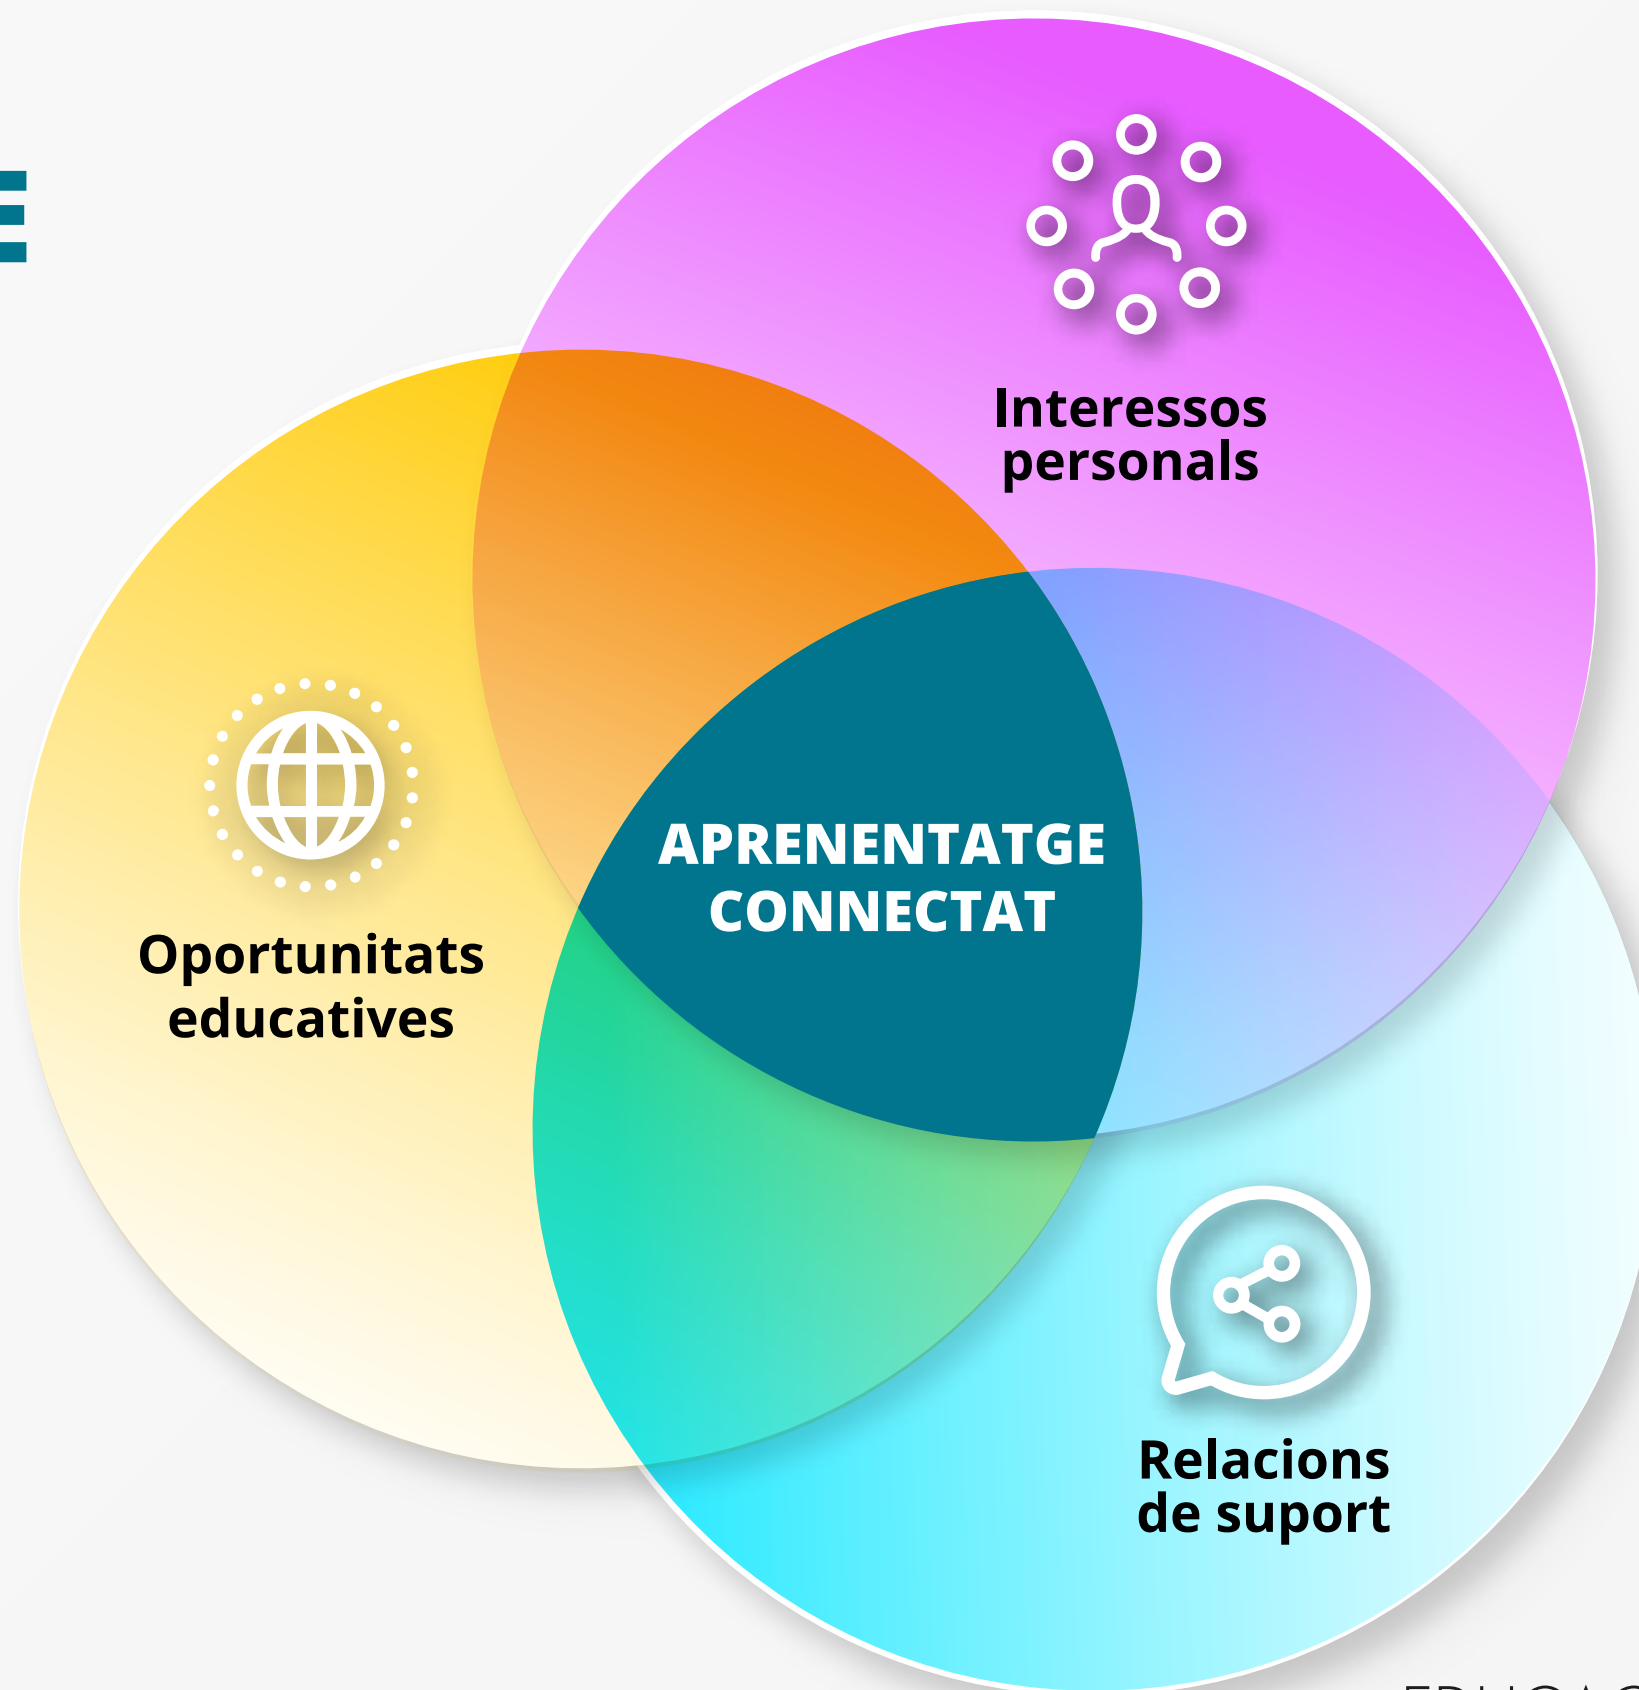 Interessos
personals
APRENENTATGE
CONNECTAT
Oportunitats
educatives
Relacions
de suport